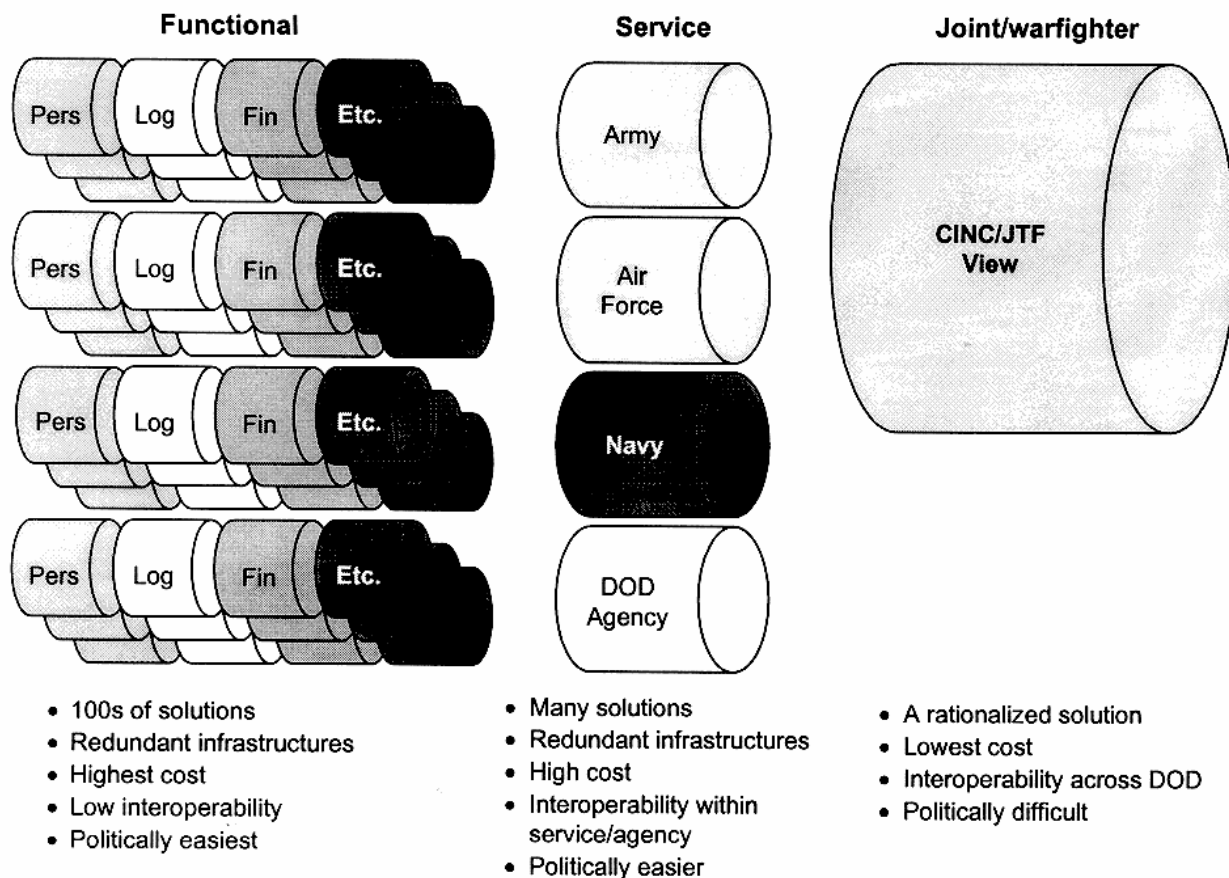 Functional
Service
Joint/warfighter
Pers
Log
Fin
Etc.
Army
Pers
Log
Fin
Etc.
Air
Force
CINC/JTF
View
Pers
Log
Fin
Etc.
Navy
Pers
Log
Fin
Etc.
DOD
Agency
• 100s of solutions
• Redundant infrastructures
• Highest cost
• Low interoperability
• Politically easiest
• Many solutions
• Redundant infrastructures
• High cost
• Interoperability within
service/agency
• Politically easier
• A rationalized solution
• Lowest cost
• Interoperability across DOD
• Politically difficult